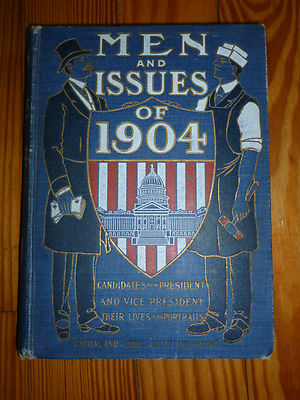 MEN
AND
ISSUES
OF
1904
CANDIDATES FOR PRESIDENT
AND VICE PRESIDENT
THEIR LIVES AND PORTRAITS
CAPITAL AND LABOR